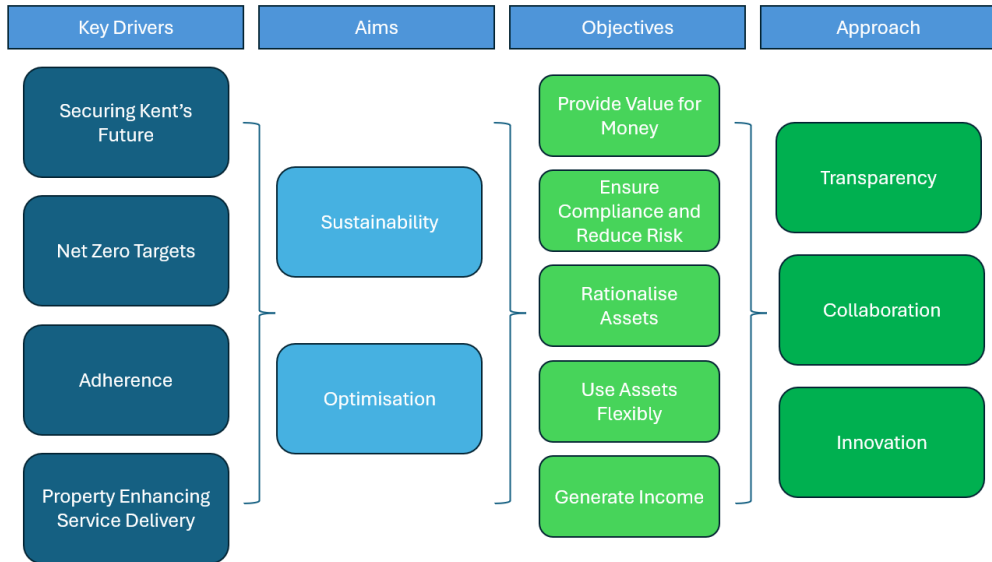 Key Drivers
Aims
Objectives
Approach
Securing Kent’s
Future
Net Zero Targets
Adherence
Property Enhancing
Service Delivery
Sustainability
Optimisation
Provide Value for
Money
Ensure
Compliance and
Reduce Risk
Rationalise
Assets
Use Assets
Flexibly
Generate Income
Transparency
Collaboration
Innovation